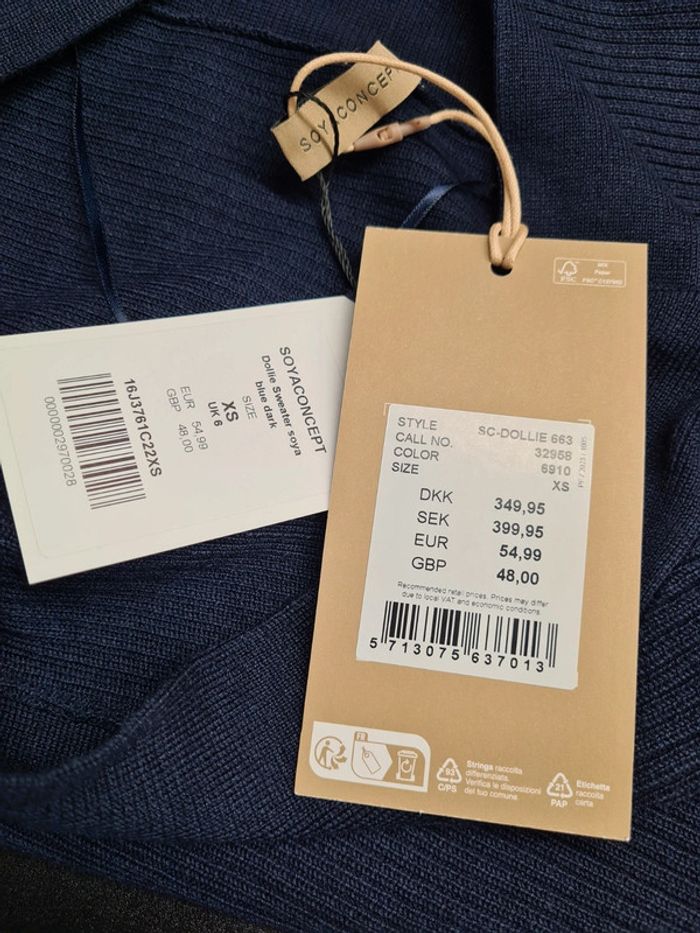 SOYACONCEPT
FSC
MIX
Paper
SOYACONCEPT
Dollie Sweater soya
blue dark
SIZE
XS
UK 6
EUR 54,99
GBP 48,00
16J3761C22XS
0000002970028
STYLE SC-DOLLIE 663
CALL NO. 32958
COLOR 6910
SIZE XS
DKK 349,95
SEK 399,95
EUR 54,99
GBP 48,00
Recommended retail prices. Prices may differ
due to local VAT and economic conditions.
5 713075 637013
FR
83
C/PS
Stringa raccolta
differenziata.
Verifica le disposizioni
del tuo comune
21
PAP
Etichetta
raccolta
carta